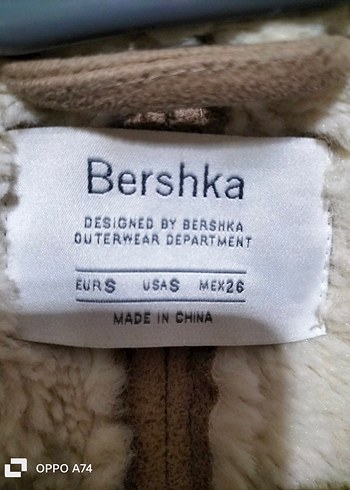 Bershka
DESIGNED BY BERSHKA
OUTERWEAR DEPARTMENT
EUR S USA S MEX 26
MADE IN CHINA
OPPO A74